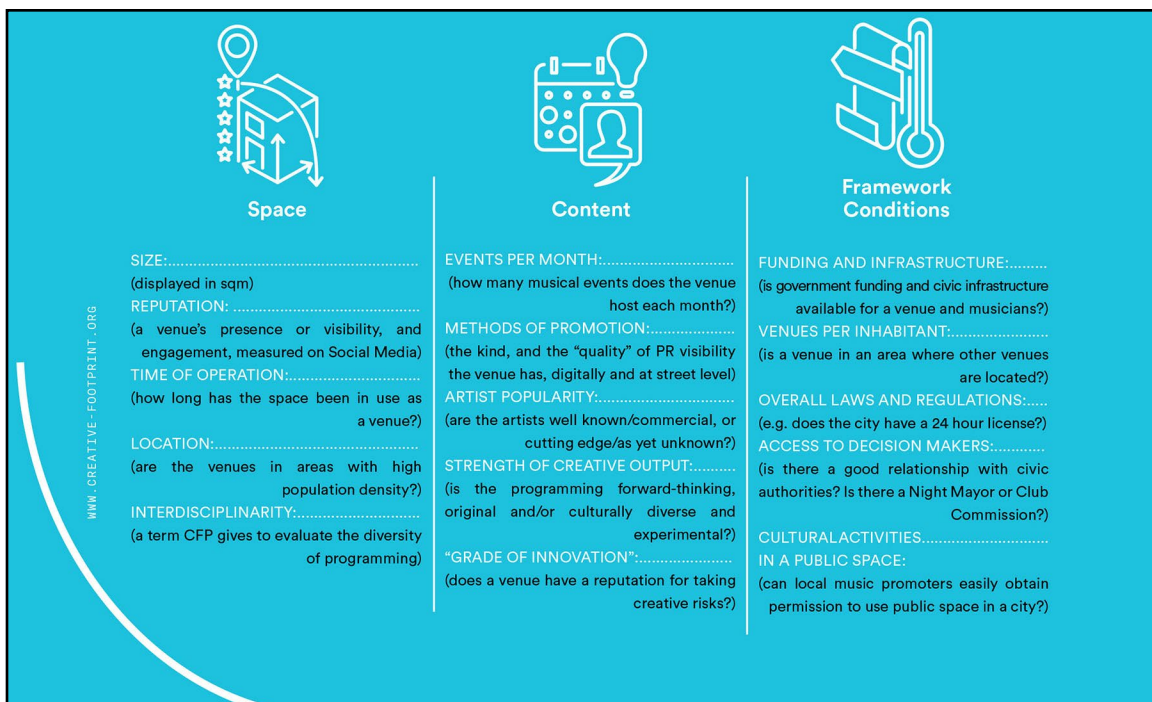 Space
SIZE:.......................................................
(displayed in sqm)
REPUTATION: .........................................
(a venue's presence or visibility, and
engagement, measured on Social Media)
TIME OF OPERATION:.............................
(how long has the space been in use as
a venue?)
LOCATION:.............................................
(are the venues in areas with high
population density?)
INTERDISCIPLINARITY:...........................
(a term CFP gives to evaluate the diversity
of programming)
Content
EVENTS PER MONTH:.............................
(how many musical events does the venue
host each month?)
METHODS OF PROMOTION:...................
(the kind, and the “quality” of PR visibility
the venue has, digitally and at street level)
ARTIST POPULARITY:..............................
(are the artists well known/commercial, or
cutting edge/as yet unknown?)
STRENGTH OF CREATIVE OUTPUT:.........
(is the programming forward-thinking,
original and/or culturally diverse and
experimental?)
“GRADE OF INNOVATION”:.....................
(does a venue have a reputation for taking
creative risks?)
Framework
Conditions
FUNDING AND INFRASTRUCTURE:........
(is government funding and civic infrastructure
available for a venue and musicians?)
VENUES PER INHABITANT:.....................
(is a venue in an area where other venues
are located?)
OVERALL LAWS AND REGULATIONS:.....
(e.g. does the city have a 24 hour license?)
ACCESS TO DECISION MAKERS:...........
(is there a good relationship with civic
authorities? Is there a Night Mayor or Club
Commission?)
CULTURALACTIVITIES............................
IN A PUBLIC SPACE:
(can local music promoters easily obtain
permission to use public space in a city?)
WWW.CREATIVE-FOOTPRINT.ORG